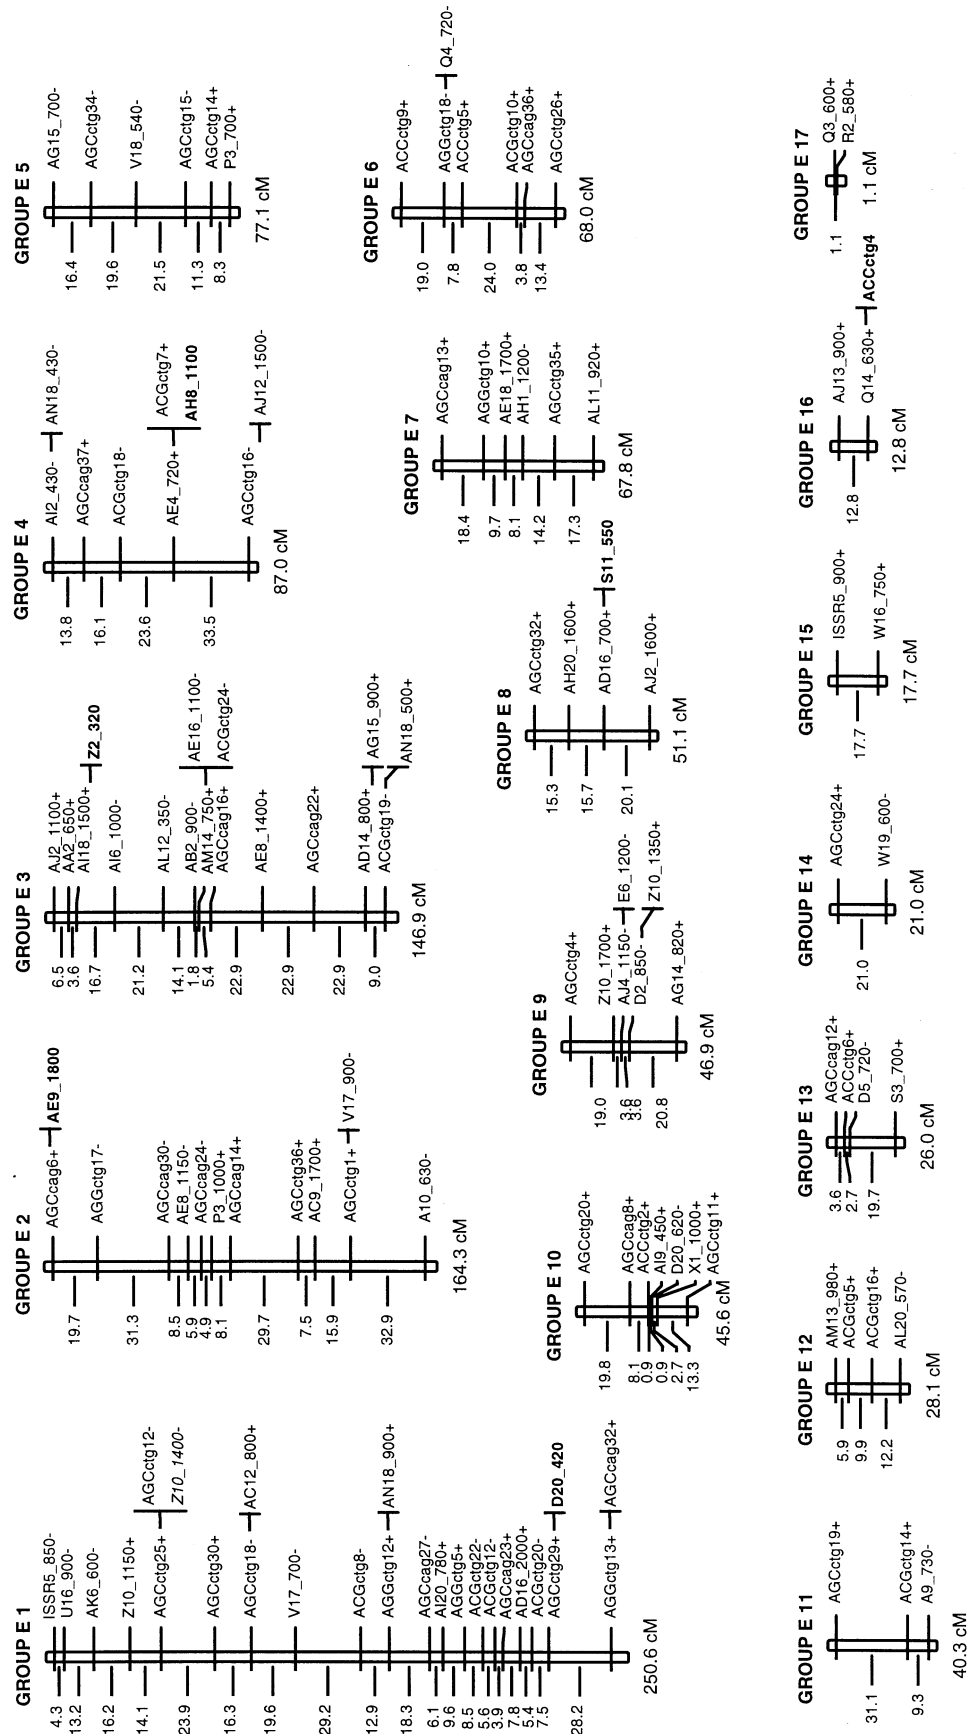 GROUP E 1
ISSR5_850-
U16_900-
AK6_600-
Z10_1150+
AGCctg25+
AGCctg12-
Z10_1400-
AGCctg30+
AGCctg18-
AC12_800+
V17_700-
ACGctg8-
AGGctg12+
AN18_900+
AGCcag27-
AI20_780+
AGGctg5+
ACGctg22-
ACGctg12-
AGCcag23+
AD16_2000+
ACGctg20-
AGCctg29+
D20_420
AGGctg13+
AGCcag32+
4.3
13.2
16.2
14.1
23.9
16.3
19.6
29.2
12.9
18.3
6.1
9.6
8.5
5.6
3.9
7.8
5.4
7.5
28.2
250.6 cM
GROUP E 2
AGCcag6+
AE9_1800
AGGctg17-
AGCcag30-
AE8_1150-
AGCcag24-
P3_1000+
AGCcag14+
AGCctg36+
AC9_1700+
AGCctg1+
V17_900-
A10_630-
19.7
31.3
8.5
5.9
4.9
8.1
29.7
7.5
15.9
32.9
164.3 cM
GROUP E 3
AJ2_1100+
AA2_650+
AI18_1500+
Z2_320
AI6_1000-
AL12_350-
AB2_900-
AM14_750+
AE16_1100-
ACGctg24-
AGCcag16+
AE8_1400+
AGCcag22+
AD14_800+
AG15_900+
ACGctg19-
AN18_500+
6.5
3.6
16.7
21.2
14.1
1.8
5.4
22.9
22.9
22.9
9.0
146.9 cM
GROUP E 4
AI2_430-
AN18_430-
AGCcag37+
ACGctg18-
AE4_720+
ACGctg7+
AH8_1100
AGCctg16-
AJ12_1500-
13.8
16.1
23.6
33.5
87.0 cM
GROUP E 5
AG15_700-
AGCctg34-
V18_540-
AGCctg15-
AGCctg14+
P3_700+
16.4
19.6
21.5
11.3
8.3
77.1 cM
GROUP E 6
ACCctg9+
AGGctg18-
Q4_720-
ACCctg5+
ACGctg10+
AGCcag36+
AGCctg26+
19.0
7.8
24.0
3.8
13.4
68.0 cM
GROUP E 7
AGCcag13+
AGGctg10+
AE18_1700+
AH1_1200-
AGCctg35+
AL11_920+
18.4
9.7
8.1
14.2
17.3
67.8 cM
GROUP E 8
AGCctg32+
AH20_1600+
AD16_700+
S11_550
AJ2_1600+
15.3
15.7
20.1
51.1 cM
GROUP E 9
AGCctg4+
Z10_1700+
AJ4_1150-
E6_1200-
D2_850-
Z10_1350+
AG14_820+
19.0
3.6
3.6
20.8
46.9 cM
GROUP E 10
AGCctg20+
AGCcag8+
ACCctg2+
AI9_450+
D20_620-
X1_1000+
AGCctg11+
19.8
8.1
0.9
0.9
2.7
13.3
45.6 cM
GROUP E 11
AGCctg19+
ACGctg14+
A9_730-
31.1
9.3
40.3 cM
GROUP E 12
AM13_980+
ACGctg5+
ACGctg16+
AL20_570-
5.9
9.9
12.2
28.1 cM
GROUP E 13
AGCcag12+
ACCctg6+
D5_720-
S3_700+
3.6
2.7
19.7
26.0 cM
GROUP E 14
AGCctg24+
W19_600-
21.0
21.0 cM
GROUP E 15
ISSR5_900+
W16_750+
17.7
17.7 cM
GROUP E 16
AJ13_900+
Q14_630+
ACCctg4
12.8
12.8 cM
GROUP E 17
Q3_600+
R2_580+
1.1
1.1 cM